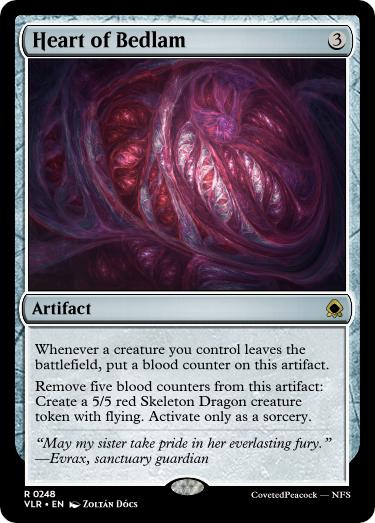 Heart of Bedlam 3
Artifact
Whenever a creature you control leaves the
battlefield, put a blood counter on this artifact.
Remove five blood counters from this artifact:
Create a 5/5 red Skeleton Dragon creature
token with flying. Activate only as a sorcery.
“May my sister take pride in her everlasting fury.”
—Evrax, sanctuary guardian
R 0248
VLR • EN Zoltán Dócs
CovetedPeacock — NFS